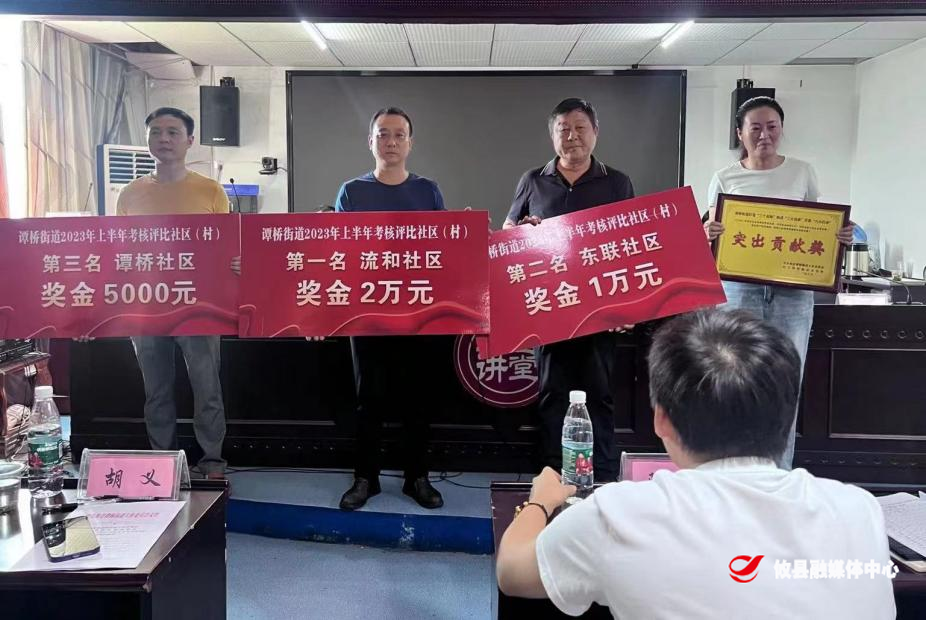 谭桥街道2023年上半年考核评比社区（村）
第三名 谭桥社区
奖金 5000元
谭桥街道2023年上半年考核评比社区（村）
第一名 流和社区
奖金 2万元
桥街道2023年上半年考核评比社区（村）
第二名 东联社区
奖金 1万元
突出贡献奖
讲堂
胡 义
攸县融媒体中心